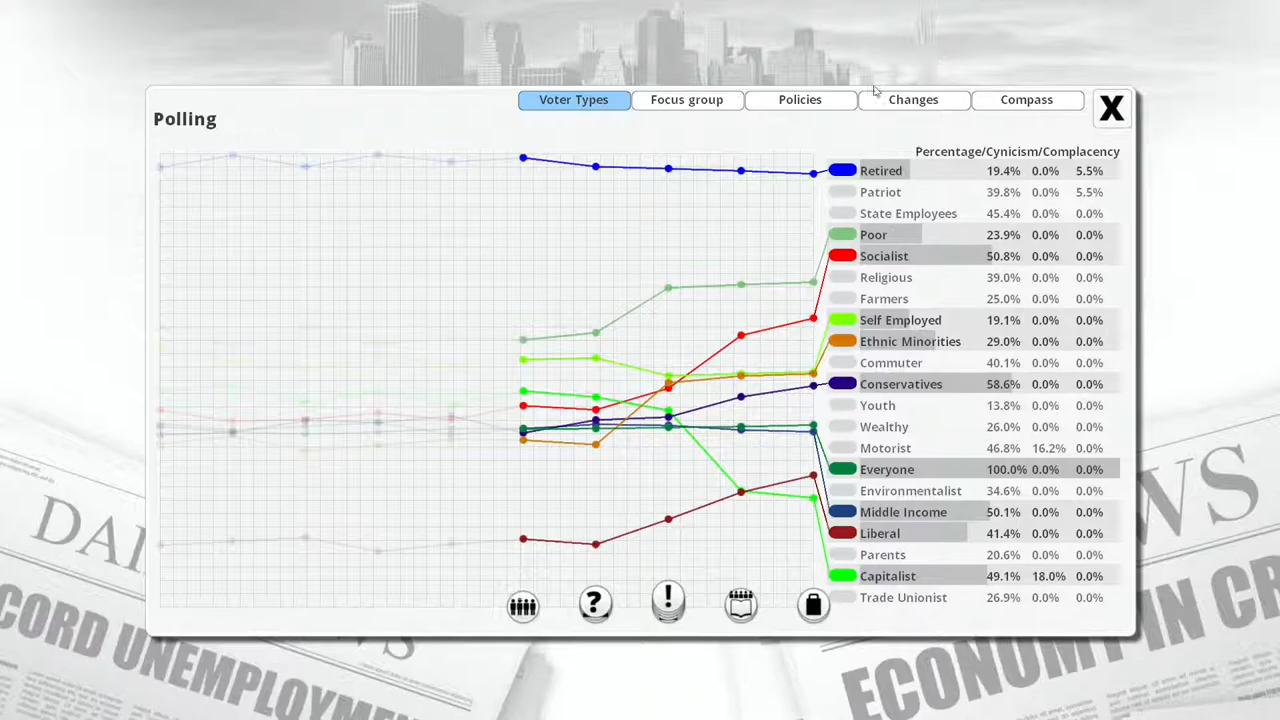 Voter Types Focus group Policies Changes Compass X
Polling
Percentage/Cynicism/Complacency
Retired 19.4% 0.0% 5.5%
Patriot 39.8% 0.0% 5.5%
State Employees 45.4% 0.0% 0.0%
Poor 23.9% 0.0% 0.0%
Socialist 50.8% 0.0% 0.0%
Religious 39.0% 0.0% 0.0%
Farmers 25.0% 0.0% 0.0%
Self Employed 19.1% 0.0% 0.0%
Ethnic Minorities 29.0% 0.0% 0.0%
Commuter 40.1% 0.0% 0.0%
Conservatives 58.6% 0.0% 0.0%
Youth 13.8% 0.0% 0.0%
Wealthy 26.0% 0.0% 0.0%
Motorist 46.8% 16.2% 0.0%
Everyone 100.0% 0.0% 0.0%
Environmentalist 34.6% 0.0% 0.0%
Middle Income 50.1% 0.0% 0.0%
Liberal 41.4% 0.0% 0.0%
Parents 20.6% 0.0% 0.0%
Capitalist 49.1% 18.0% 0.0%
Trade Unionist 26.9% 0.0% 0.0%
? !
DAI
WS
CORD UNEMPLOYM
ECONOMY IN CR